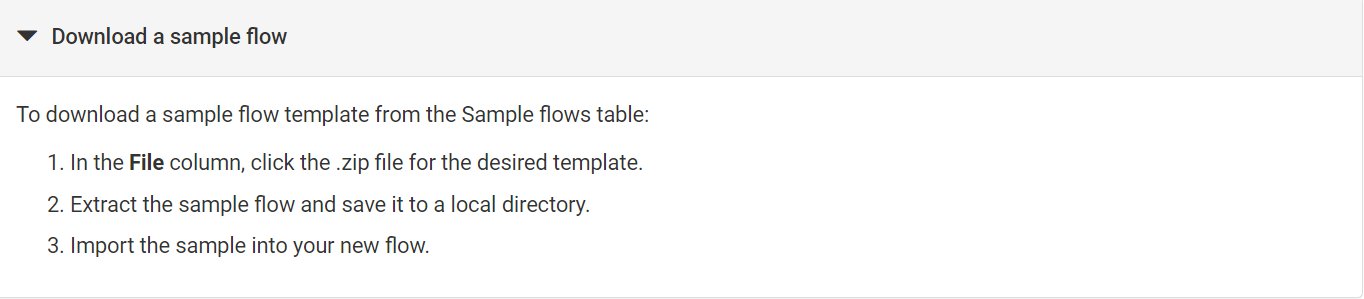 Download a sample flow
To download a sample flow template from the Sample flows table:
1. In the File column, click the .zip file for the desired template.
2. Extract the sample flow and save it to a local directory.
3. Import the sample into your new flow.